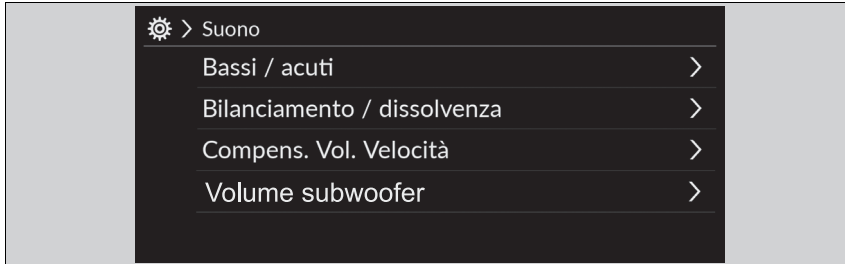 Suono
Bassi / acuti
Bilanciamento / dissolvenza
Compens. Vol. Velocità
Volume subwoofer